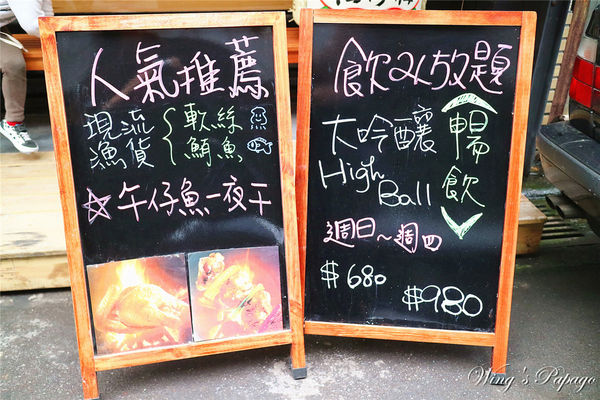 人氣推薦
現流漁貨
軟絲
鮪魚
☆午仔魚一夜干
飲み放題
大吟釀
High Ball
暢飲
週日~週四
$680
$980
Wing's Papago